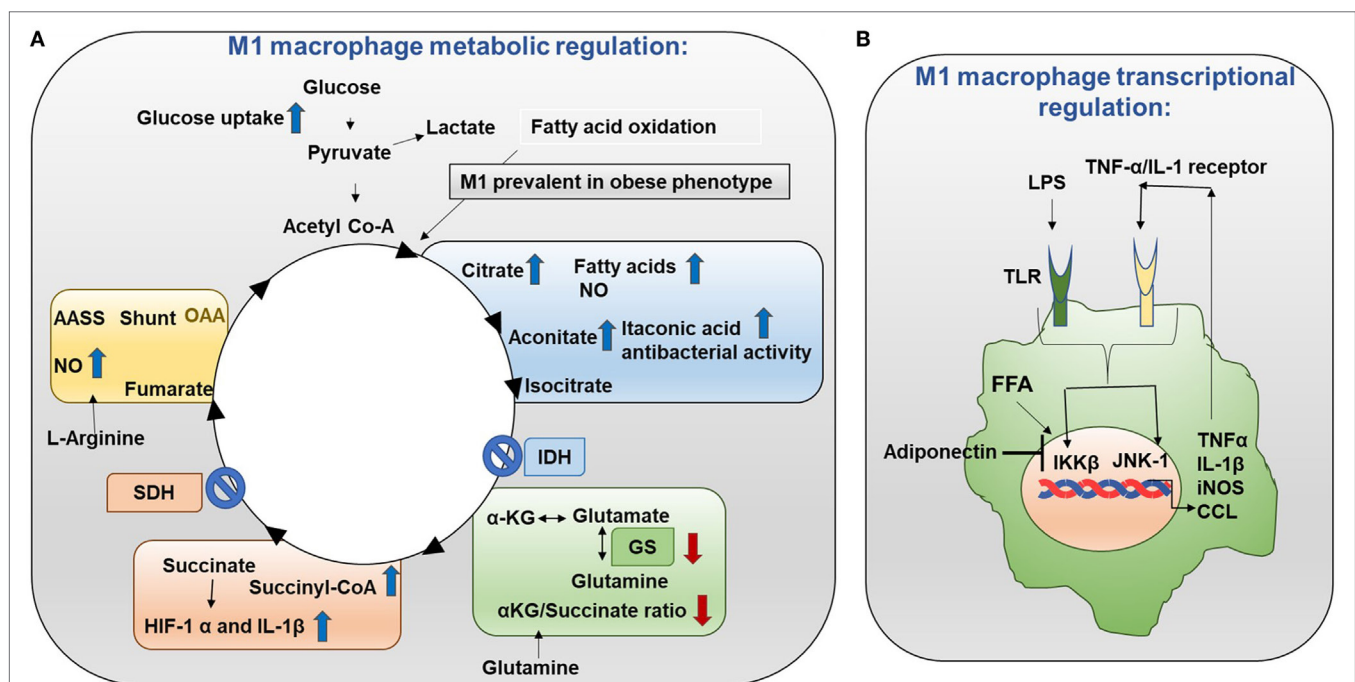 A
M1 macrophage metabolic regulation:
Glucose
Glucose uptake
Lactate
Fatty acid oxidation
Pyruvate
M1 prevalent in obese phenotype
Acetyl Co-A
Citrate
Fatty acids
NO
Aconitate
Itaconic acid
antibacterial activity
Isocitrate
AASS Shunt OAA
NO
Fumarate
L-Arginine
IDH
SDH
α-KG
Glutamate
GS
Glutamine
αKG/Succinate ratio
Glutamine
Succinate
Succinyl-CoA
HIF-1 α and IL-1β
B
M1 macrophage transcriptional
regulation:
TNF-α/IL-1 receptor
LPS
TLR
FFA
Adiponectin
IKKβ
JNK-1
TNFα
IL-1β
iNOS
CCL